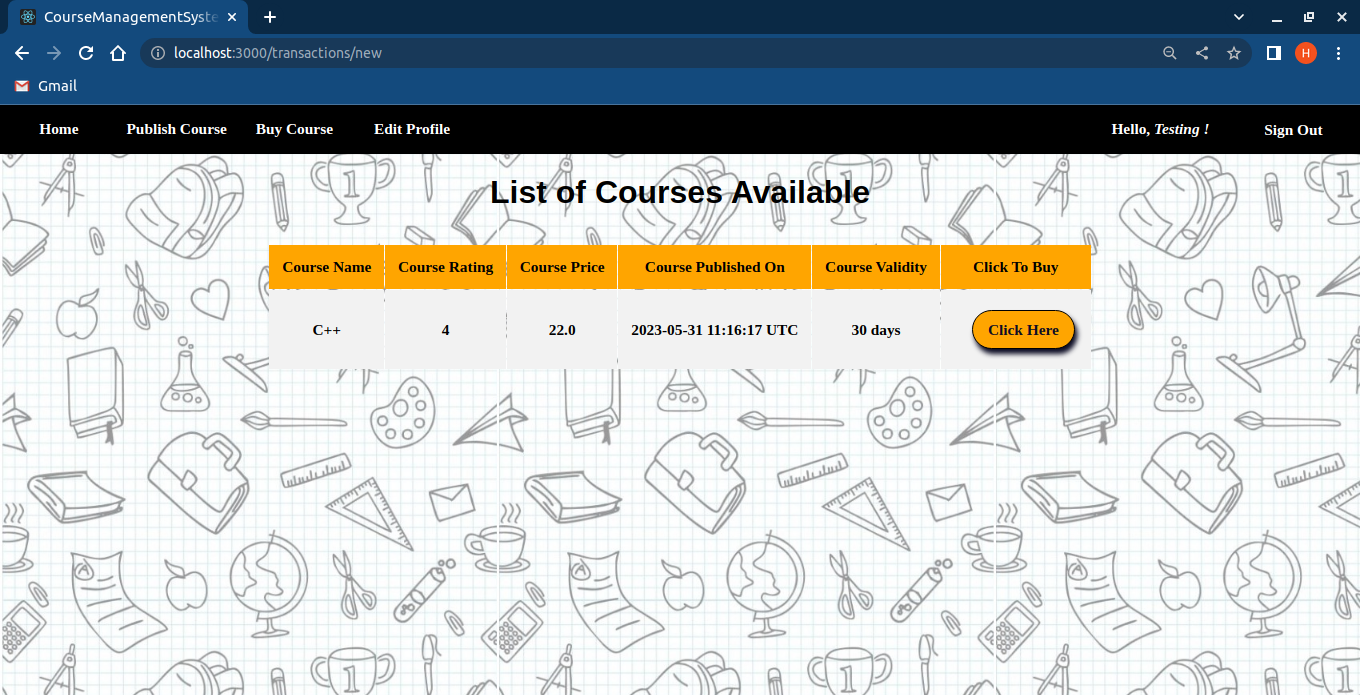 CourseManagementSyste
localhost:3000/transactions/new
H
Gmail
Home Publish Course Buy Course Edit Profile Hello, Testing ! Sign Out
List of Courses Available
Course Name Course Rating Course Price Course Published On Course Validity Click To Buy
C++ 4 22.0 2023-05-31 11:16:17 UTC 30 days Click Here